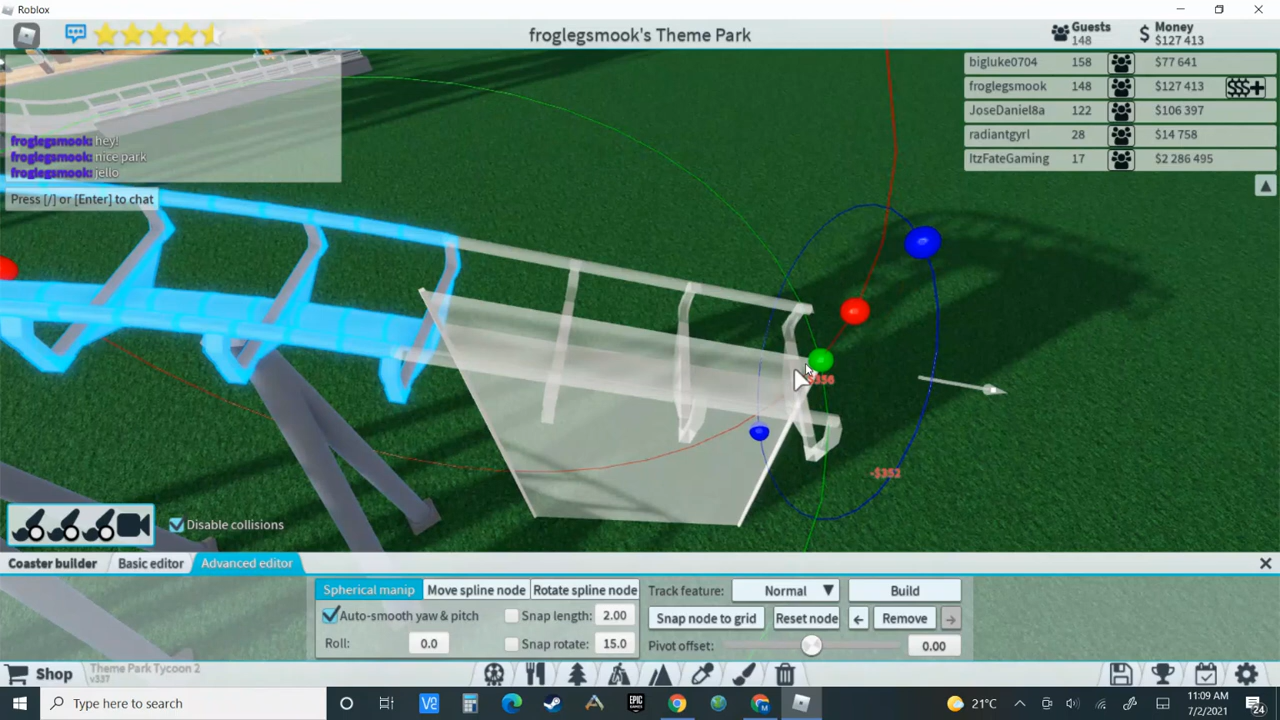 Roblox
froglegsmook's Theme Park
Guests
148
Money
$127 413
bigluke0704 158 $77 641
froglegsmook 148 $127 413 $$$+
JoseDaniel8a 122 $106 397
radiantgyrl 28 $14 758
ItzFateGaming 17 $2 286 495
froglegsmook: hey!
froglegsmook: nice park
froglegsmook: jello
Press [/] or [Enter] to chat
-$352
Disable collisions
Coaster builder Basic editor Advanced editor
Spherical manip Move spline node Rotate spline node Track feature: Normal Build
Auto-smooth yaw & pitch Snap length: 2.00 Snap node to grid Reset node Remove
Roll: 0.0 Snap rotate: 15.0 Pivot offset: 0.00
Shop
Theme Park Tycoon 2
v337
Type here to search
21°C
11:09 AM
7/2/2021
24